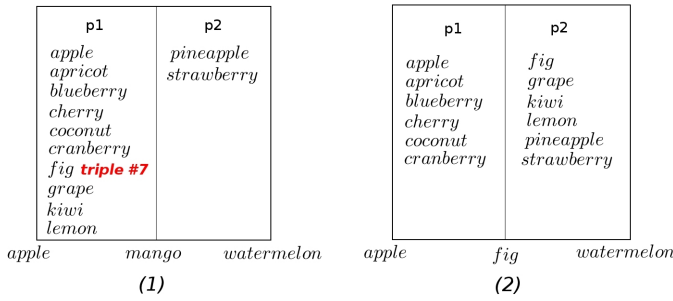 p1 p2
apple pineapple
apricot strawberry
blueberry
cherry
coconut
cranberry
fig triple #7
grape
kiwi
lemon
apple mango watermelon
(1)
p1 p2
apple fig
apricot grape
blueberry kiwi
cherry lemon
coconut pineapple
cranberry strawberry
apple fig watermelon
(2)